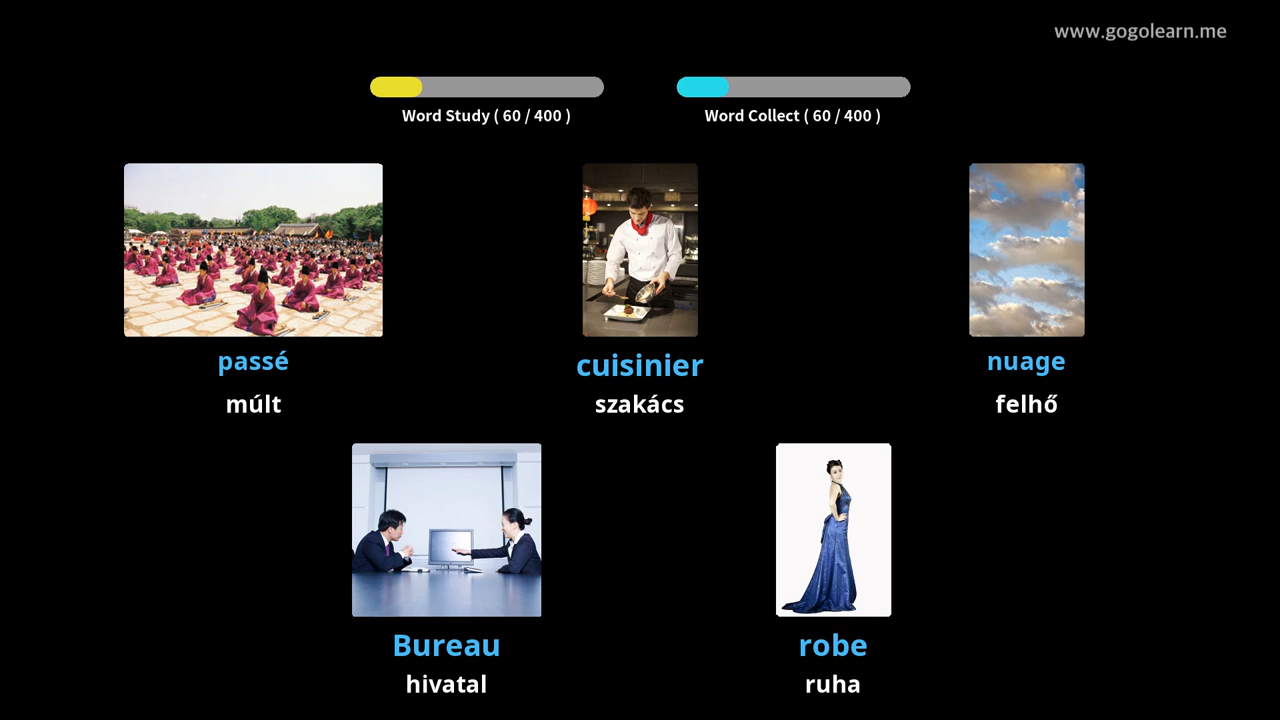 www.gogolearn.me
Word Study ( 60 / 400 )
Word Collect ( 60 / 400 )
passé
cuisinier
nuage
múlt
szakács
felhő
Bureau
robe
hivatal
ruha